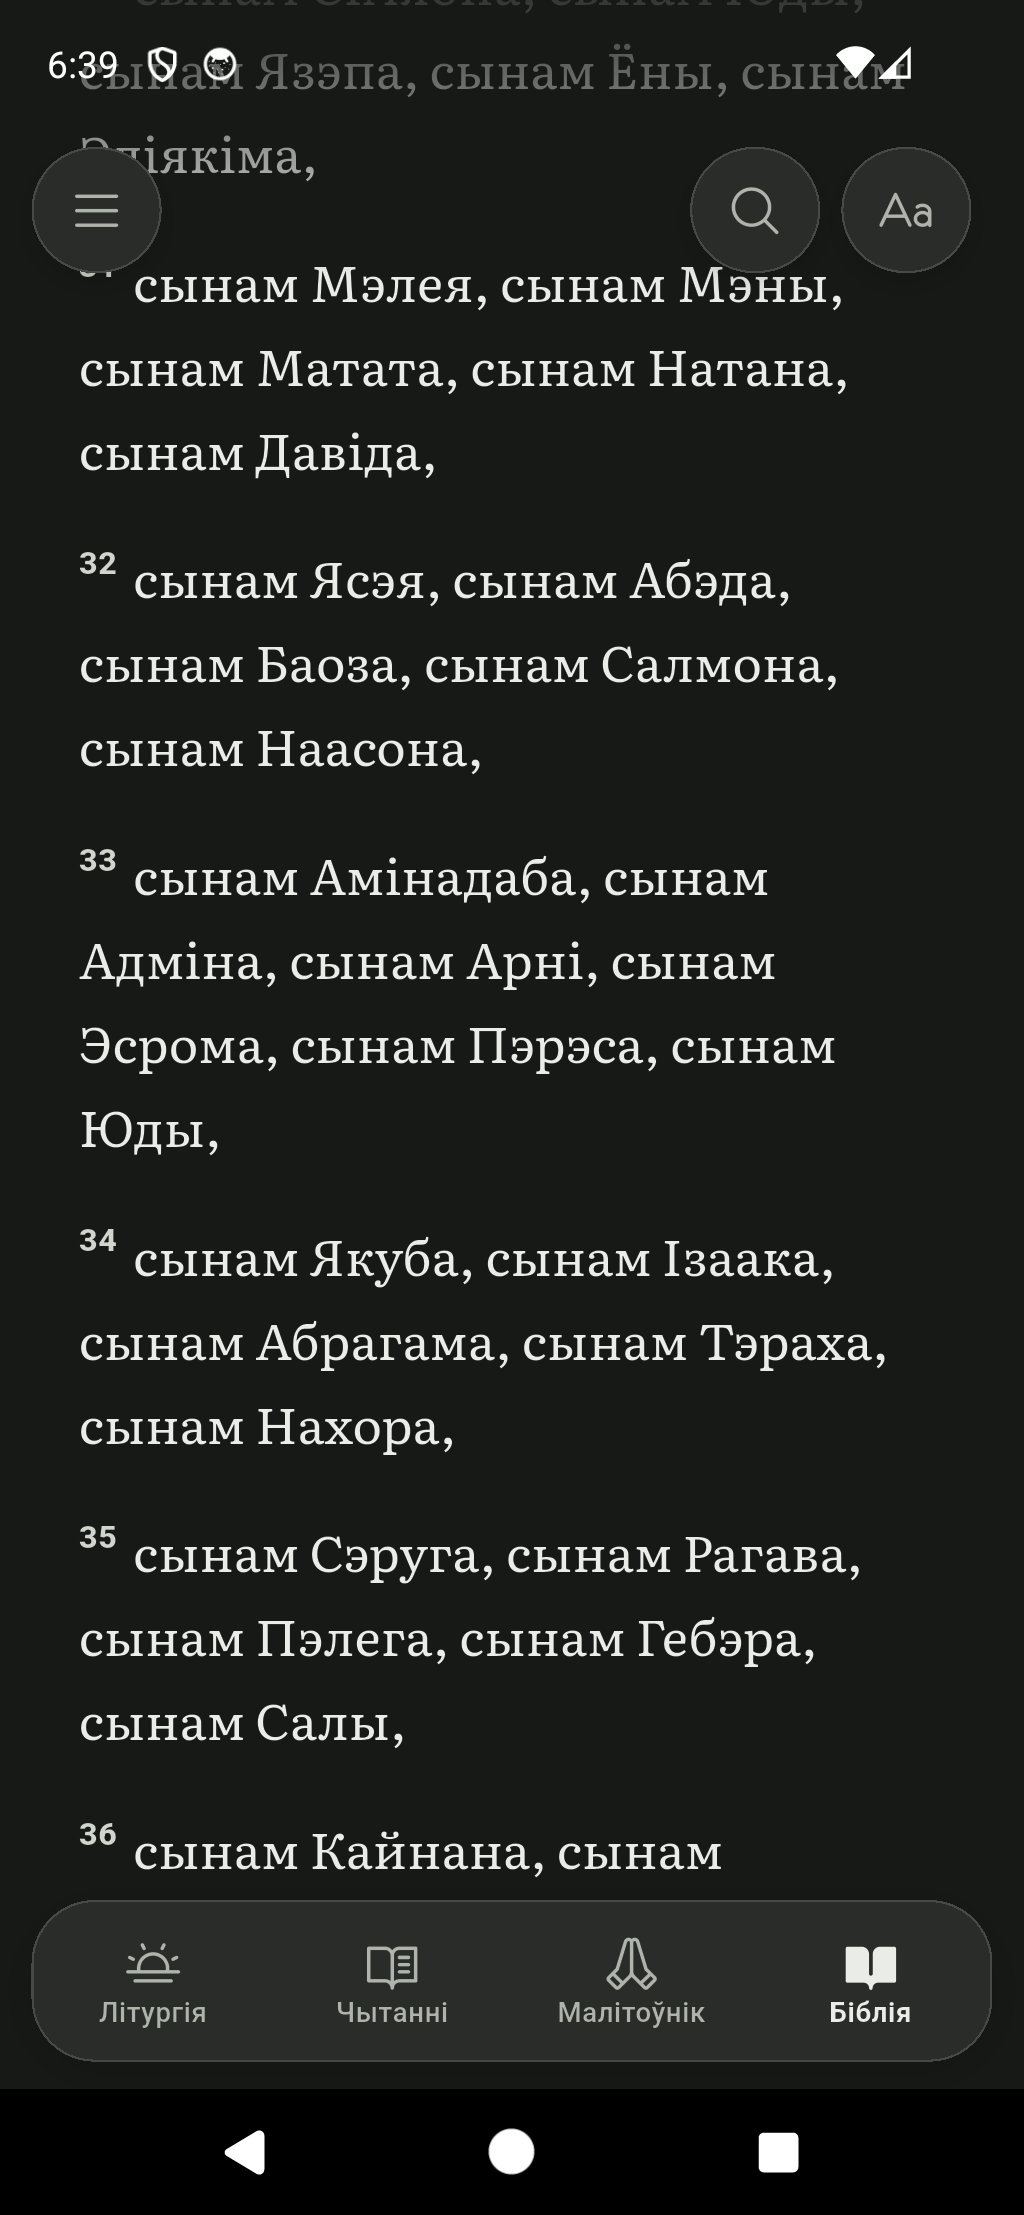 6:39
сынам Язэпа, сынам Ёны, сынам
Эліякіма,
Aa
сынам Мэлея, сынам Мэны,
сынам Матата, сынам Натана,
сынам Давіда,
32 сынам Ясэя, сынам Абэда,
сынам Баоза, сынам Салмона,
сынам Наасона,
33 сынам Амінадаба, сынам
Адміна, сынам Арні, сынам
Эсрома, сынам Пэрэса, сынам
Юды,
34 сынам Якуба, сынам Ізаака,
сынам Абрагама, сынам Тэраха,
сынам Нахора,
35 сынам Сэруга, сынам Рагава,
сынам Пэлега, сынам Гебэра,
сынам Салы,
36 сынам Кайнана, сынам
Літургія
Чытанні
Малітоўнік
Біблія